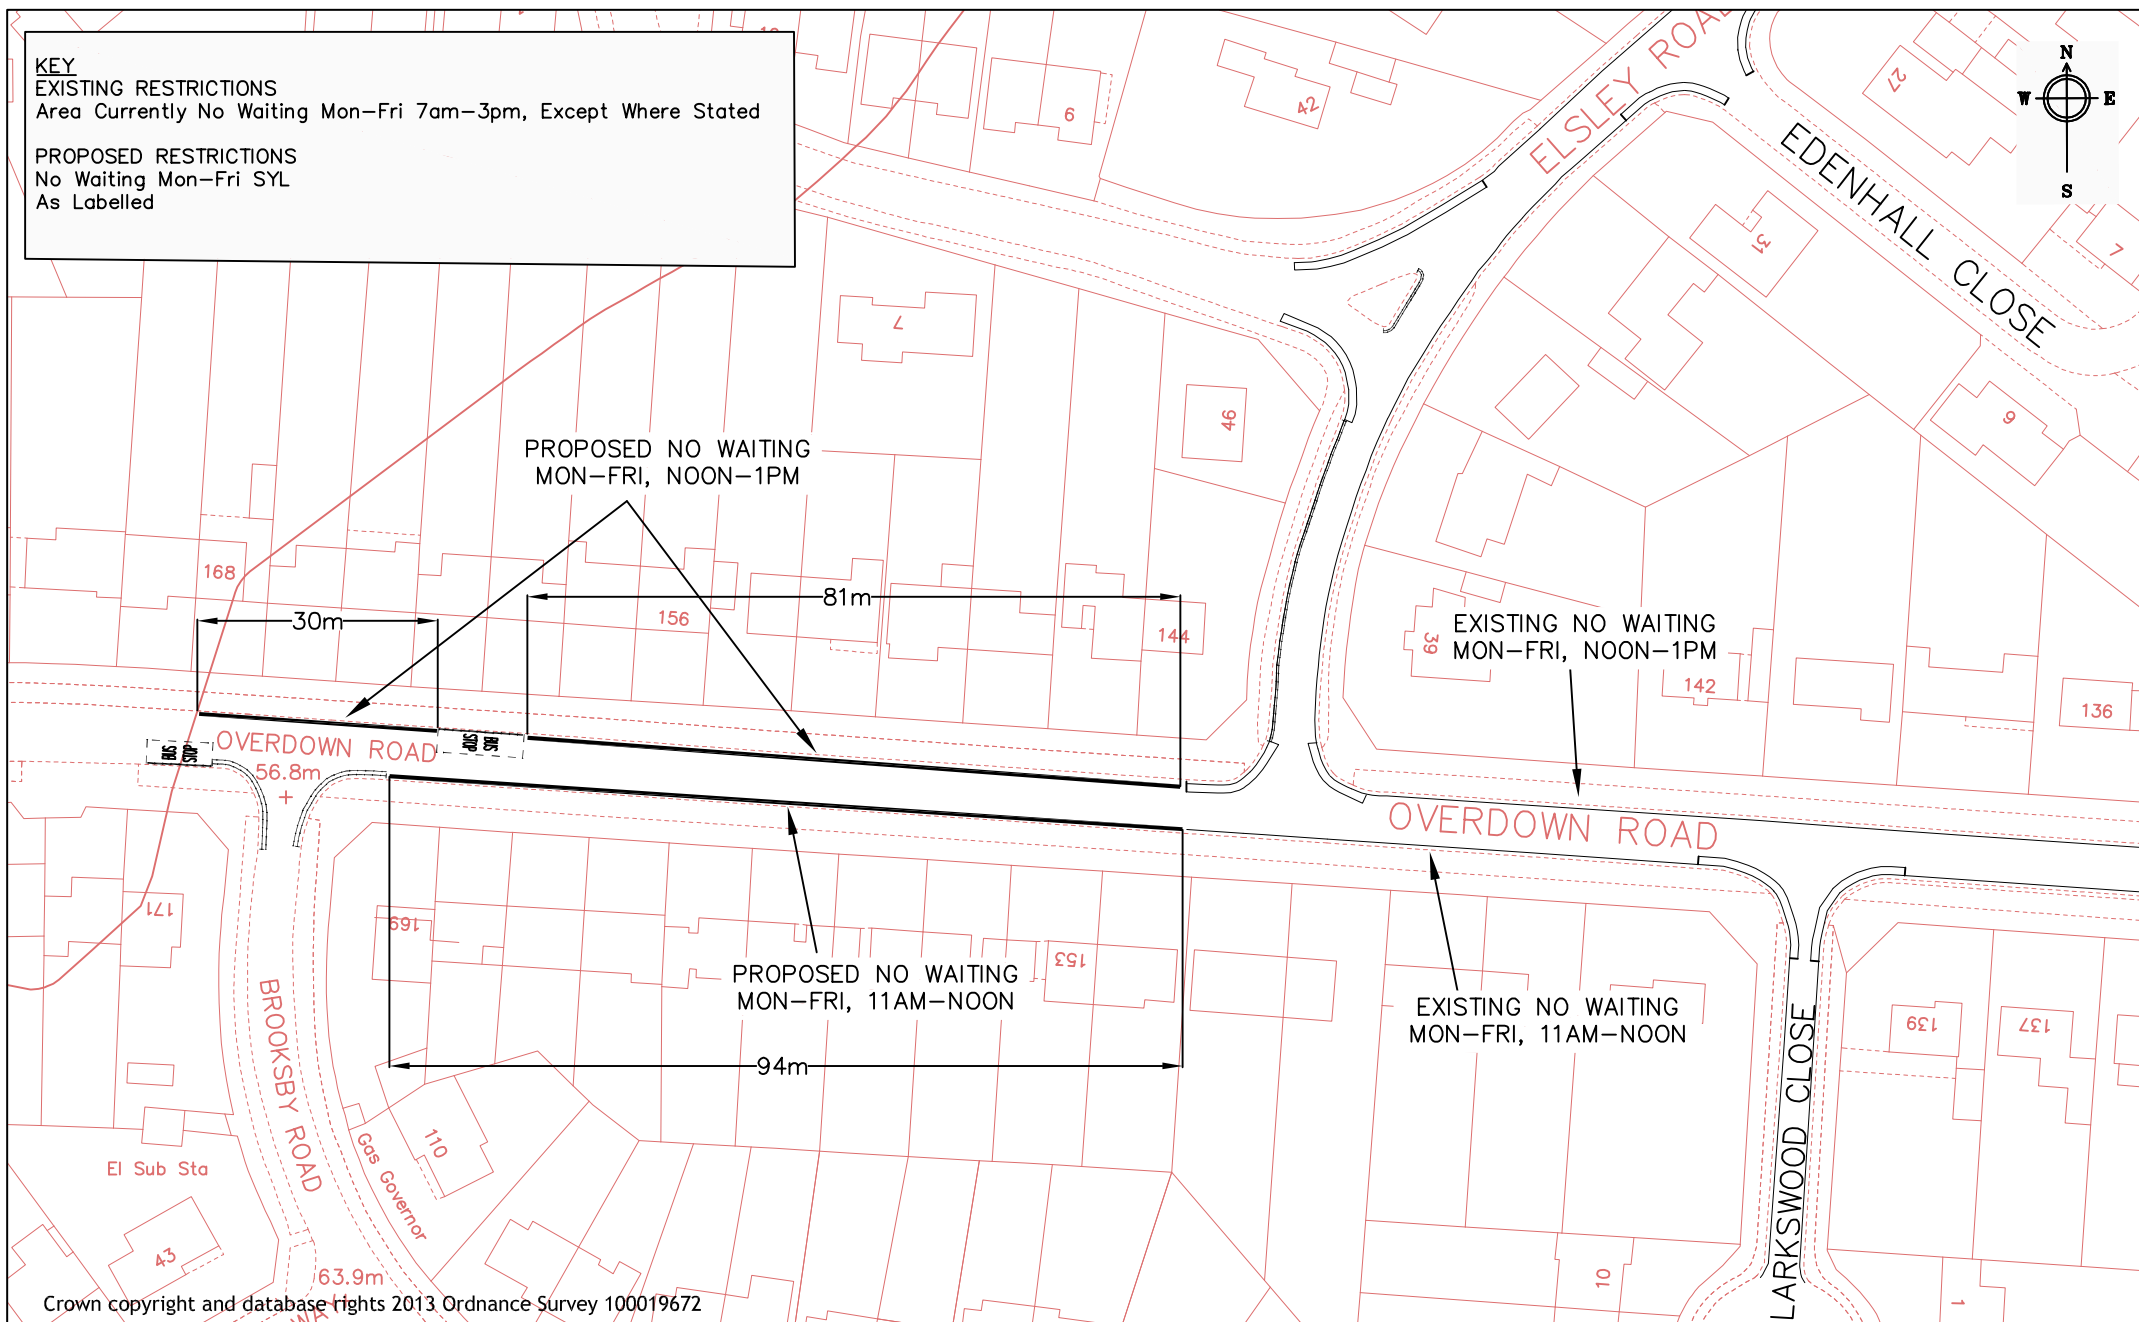 KEY
EXISTING RESTRICTIONS
Area Currently No Waiting Mon-Fri 7am-3pm, Except Where Stated
PROPOSED RESTRICTIONS
No Waiting Mon-Fri SYL
As Labelled
6
42
ELSLEY ROAD
27
N
W
E
S
EDENHALL CLOSE
31
7
7
46
9
PROPOSED NO WAITING
MON-FRI, NOON-1PM
168
30m
156
81m
144
39
EXISTING NO WAITING
MON-FRI, NOON-1PM
142
136
BUS
STOP
OVERDOWN ROAD
BUS
STOP
56.8m
OVERDOWN ROAD
171
169
153
PROPOSED NO WAITING
MON-FRI, 11AM-NOON
EXISTING NO WAITING
MON-FRI, 11AM-NOON
139
137
94m
BROOKSBY ROAD
110
Gas Governor
El Sub Sta
43
63.9m
LARKSWOOD CLOSE
10
1
WAY
Crown copyright and database rights 2013 Ordnance Survey 100019672